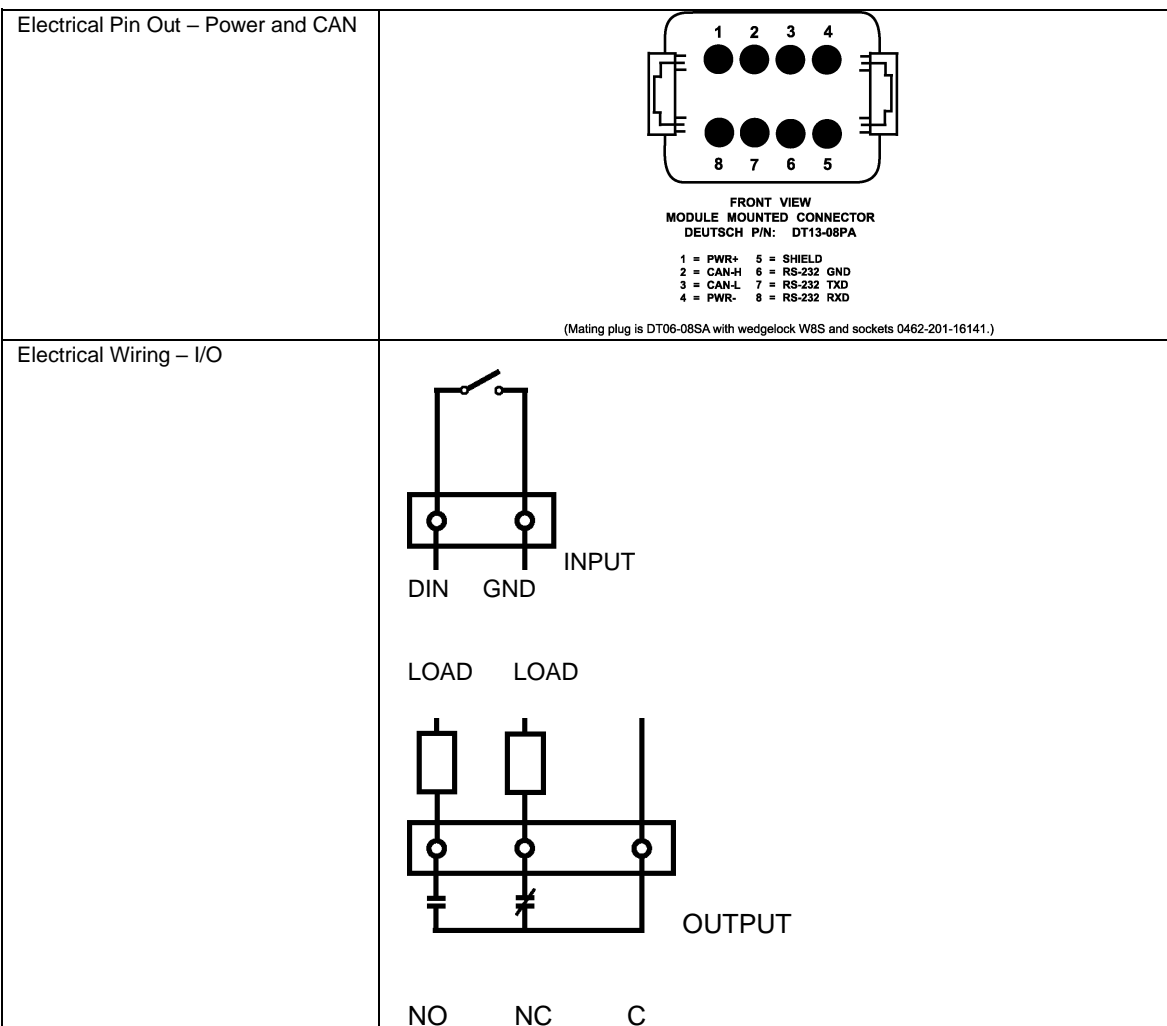 Electrical Pin Out – Power and CAN
1 2 3 4
8 7 6 5
FRONT VIEW
MODULE MOUNTED CONNECTOR
DEUTSCH P/N: DT13-08PA
1 = PWR+ 5 = SHIELD
2 = CAN-H 6 = RS-232 GND
3 = CAN-L 7 = RS-232 TXD
4 = PWR- 8 = RS-232 RXD
(Mating plug is DT06-08SA with wedgelock W8S and sockets 0462-201-16141.)
Electrical Wiring – I/O
INPUT
DIN GND
LOAD LOAD
OUTPUT
NO NC C